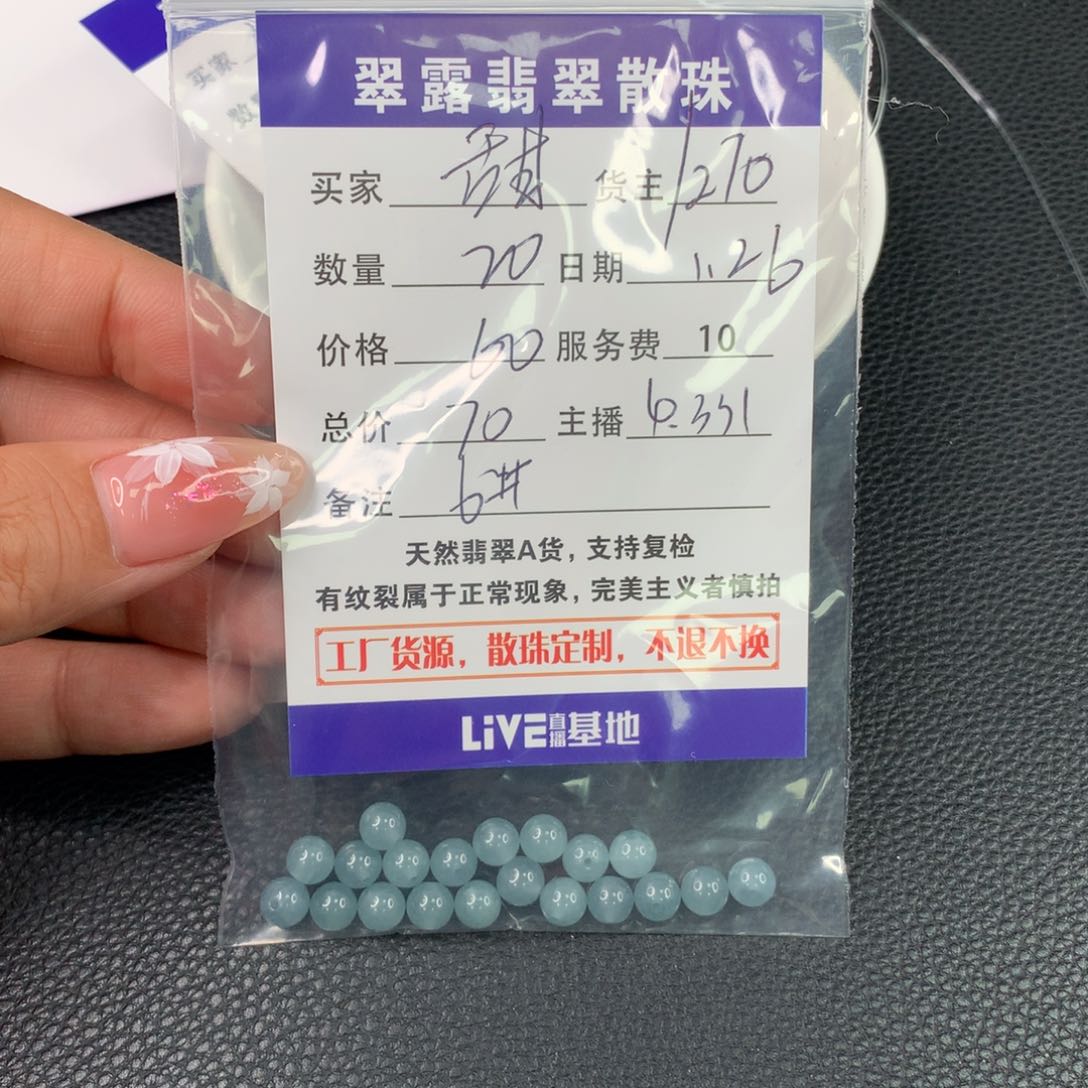 买家
数
翠露翡翠散珠
买家 货主 1270
数量 20 日期 1.26
价格 60 服务费 10
总价 70 主播 331
备注 6#
天然翡翠A货，支持复检
有纹裂属于正常现象，完美主义者慎拍
工厂货源，散珠定制，不退不换
LiVE直播基地